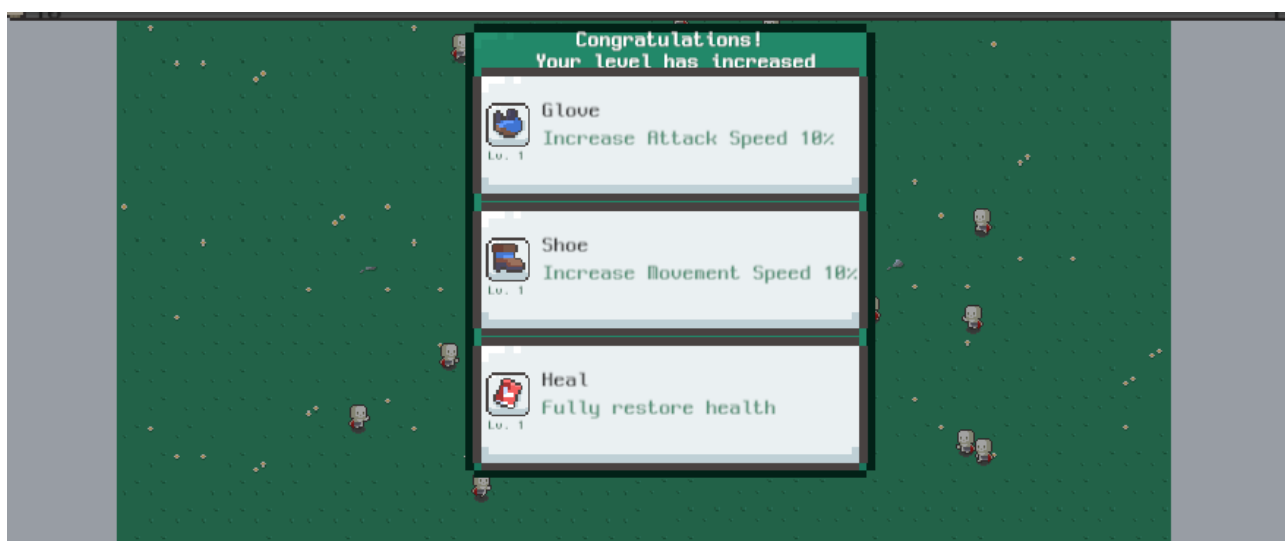 Congratulations!
Your level has increased
Glove
Increase Attack Speed 10%
Lv. 1
Shoe
Increase Movement Speed 10%
Lv. 1
Heal
Fully restore health
Lv. 1